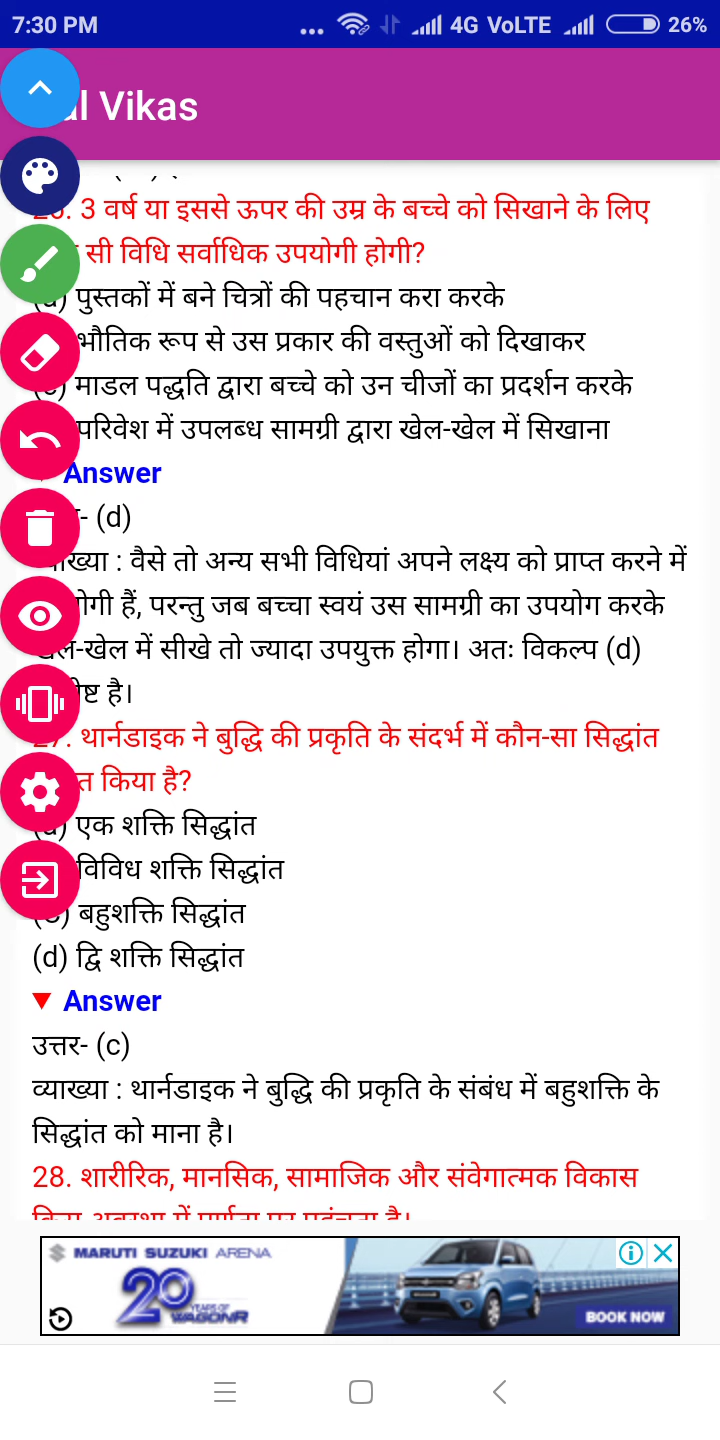 7:30 PM
... 4G VoLTE 26%
Vikas
3 वर्ष या इससे ऊपर की उम्र के बच्चे को सिखाने के लिए
सी विधि सर्वाधिक उपयोगी होगी?
पुस्तकों में बने चित्रों की पहचान करा करके
भौतिक रूप से उस प्रकार की वस्तुओं को दिखाकर
माडल पद्धति द्वारा बच्चे को उन चीजों का प्रदर्शन करके
परिवेश में उपलब्ध सामग्री द्वारा खेल-खेल में सिखाना
Answer
- (d)
: वैसे तो अन्य सभी विधियां अपने लक्ष्य को प्राप्त करने में
हैं, परन्तु जब बच्चा स्वयं उस सामग्री का उपयोग करके
खेल-खेल में सीखे तो ज्यादा उपयुक्त होगा। अतः विकल्प (d)
है।
थार्नडाइक ने बुद्धि की प्रकृति के संदर्भ में कौन-सा सिद्धांत
किया है?
एक शक्ति सिद्धांत
विविध शक्ति सिद्धांत
बहुशक्ति सिद्धांत
(d) द्वि शक्ति सिद्धांत
▼ Answer
उत्तर- (c)
व्याख्या : थार्नडाइक ने बुद्धि की प्रकृति के संबंध में बहुशक्ति के
सिद्धांत को माना है।
28. शारीरिक, मानसिक, सामाजिक और संवेगात्मक विकास
MARUTI SUZUKI ARENA
20
YEARS OF
WAGONR
BOOK NOW